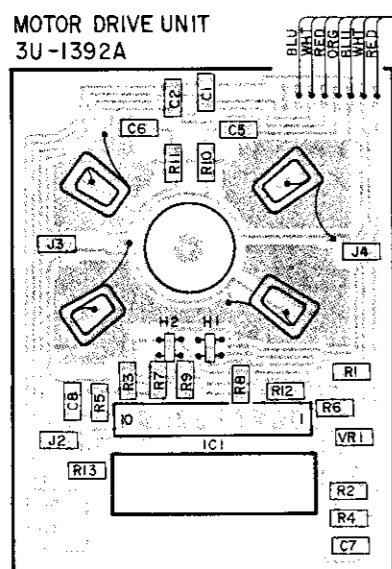 MOTOR DRIVE UNIT
3U-1392A
BLU WHT RED ORG BLU WHT RED
C2 C1
C6 C5
R11 R10
J3 J4
H2 H1
R1
R3 R7 R9 R8 R12
C8 R5 R6
10 1
J2 IC1 VR1
R13
R2
R4
C7